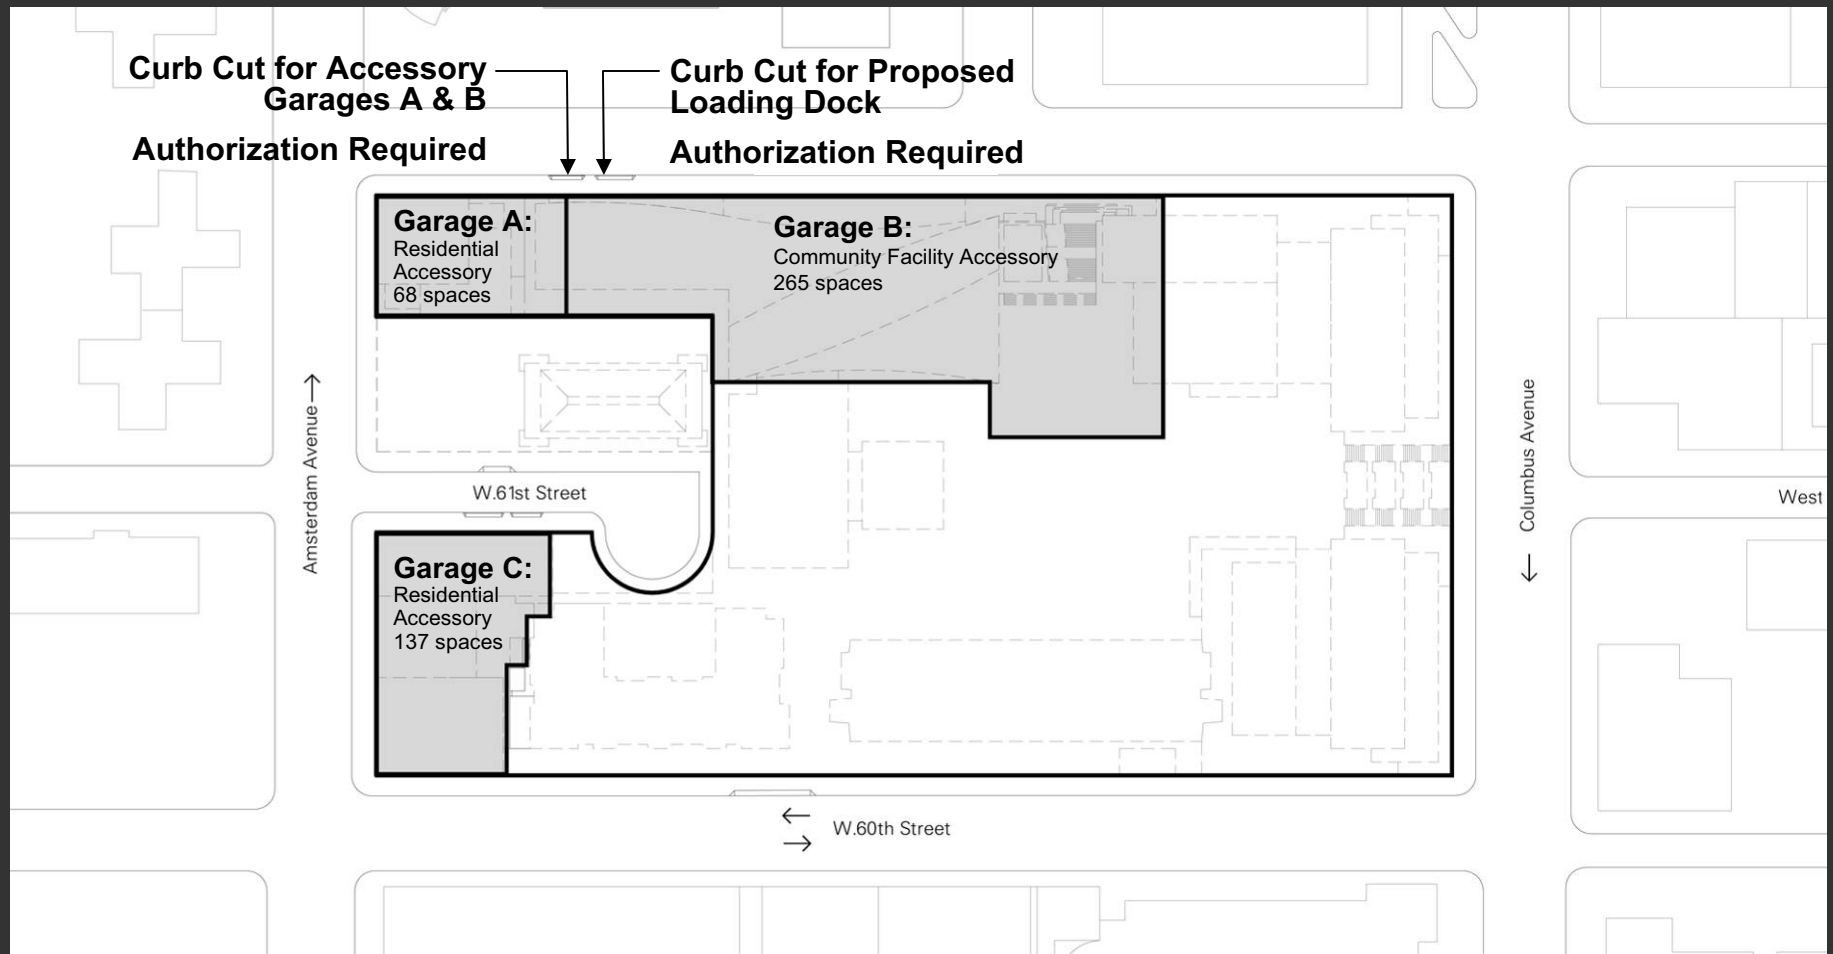 Curb Cut for Accessory
Garages A & B
Authorization Required
Curb Cut for Proposed
Loading Dock
Authorization Required
Garage A:
Residential
Accessory
68 spaces
Garage B:
Community Facility Accessory
265 spaces
Amsterdam Avenue
W.61st Street
Columbus Avenue
West
Garage C:
Residential
Accessory
137 spaces
W.60th Street